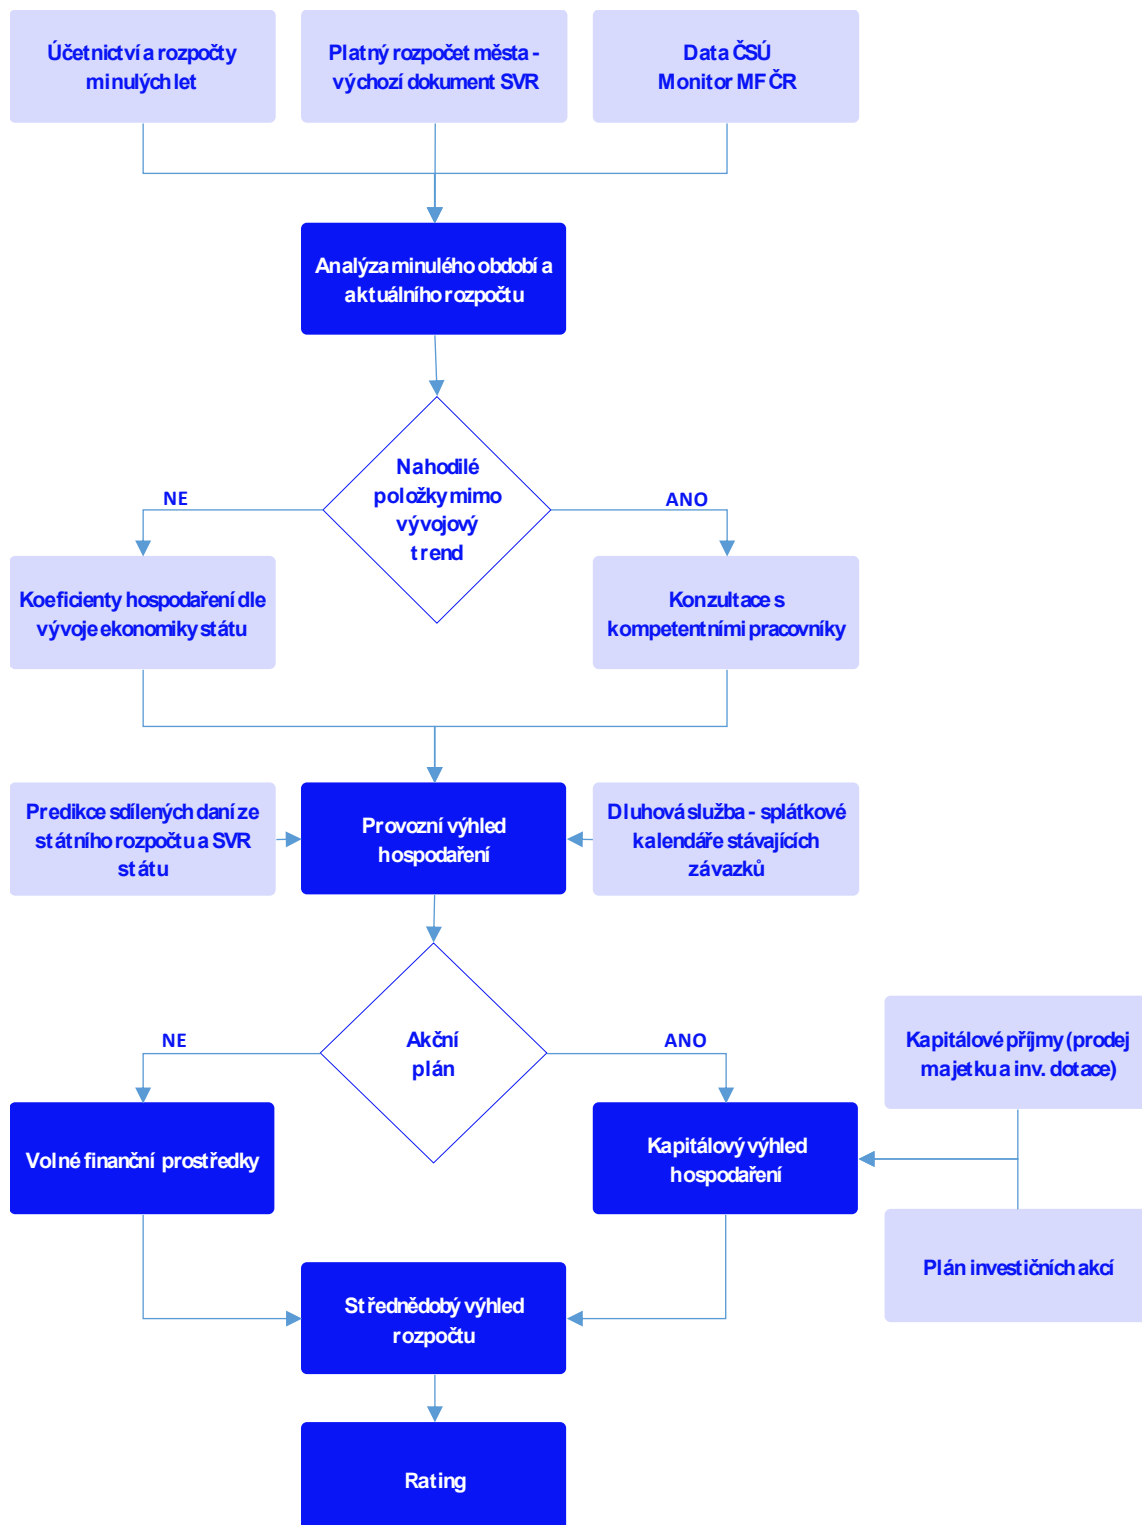 Účetnictví a rozpočty
minulých let
Platný rozpočet města -
výchozí dokument SVR
Data ČSÚ
Monitor MF ČR
Analýza minulého období a
aktuálního rozpočtu
Nahodilé
položky mimo
vývojový
trend
NE
ANO
Koeficienty hospodaření dle
vývoje ekonomiky státu
Konzultace s
kompetentními pracovníky
Predikce sdílených daní ze
státního rozpočtu a SVR
státu
Provozní výhled
hospodaření
Dluhová služba - splátkové
kalendáře stávajících
závazků
Akční
plán
NE
ANO
Kapitálové příjmy (prodej
majetku a inv. dotace)
Volné finanční prostředky
Kapitálový výhled
hospodaření
Plán investičních akcí
Střednědobý výhled
rozpočtu
Rating